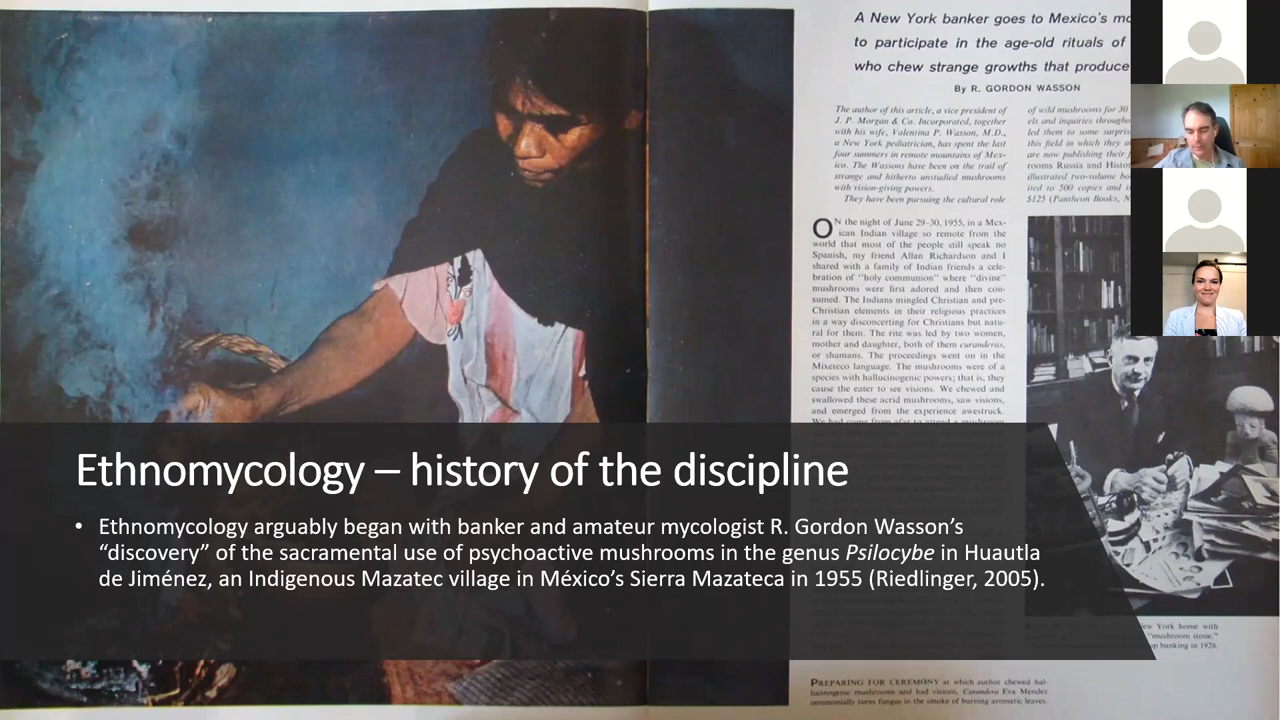 A New York banker goes to Mexico's mo
to participate in the age-old rituals of
who chew strange growths that produce
By R. GORDON WASSON
The author of this article, a vice president of
J. P. Morgan & Co. Incorporated, together
with his wife, Valentina P. Wasson, M.D.,
a New York pediatrician, has spent the last
four summers in remote mountains of Mex-
ico. The Wassons have been on the trail of
strange and hitherto unstudied mushrooms
with vision-giving powers.
They have been pursuing the cultural role
of wild mushrooms for 30
els and inquiries througho
led them to some surpris
this field in which they a
are now publishing their f
rooms Russia and Histor
illustrated two-volume bo
ited to 500 copies and is
$125 (Pantheon Books, N
ON the night of June 29–30, 1955, in a Mex-
ican Indian village so remote from the
world that most of the people still speak no
Spanish, my friend Allan Richardson and I
shared with a family of Indian friends a cele-
bration of "holy communion" where "divine"
mushrooms were first adored and then con-
sumed. The Indians mingled Christian and pre-
Christian elements in their religious practices
in a way disconcerting for Christians but natu-
ral for them. The rite was led by two women,
mother and daughter, both of them curanderas,
or shamans. The proceedings went on in the
Mixeteco language. The mushrooms were of a
species with hallucinogenic powers; that is, they
cause the eater to see visions. We chewed and
swallowed these acrid mushrooms, saw visions,
and emerged from the experience awestruck.
We had come from afar to attend a mushroom
Ethnomycology – history of the discipline
• Ethnomycology arguably began with banker and amateur mycologist R. Gordon Wasson's
"discovery" of the sacramental use of psychoactive mushrooms in the genus Psilocybe in Huautla
de Jiménez, an Indigenous Mazatec village in México's Sierra Mazateca in 1955 (Riedlinger, 2005).
ew York home with
"mushroom stone."
up banking in 1928.
PREPARING FOR CEREMONY at which author chewed hal-
lucinogenic mushrooms and had visions, Curandera Eva Mendez
ceremonially turns fungus in the smoke of burning aromatic leaves.